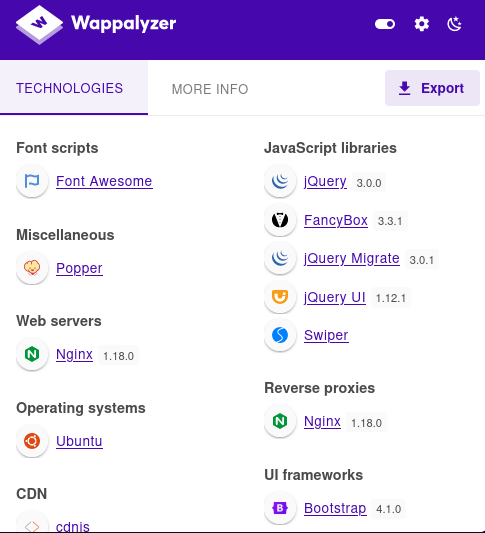 Wappalyzer
TECHNOLOGIES
MORE INFO
Export
Font scripts
Font Awesome
Miscellaneous
Popper
Web servers
Nginx 1.18.0
Operating systems
Ubuntu
CDN
cdnjs
JavaScript libraries
jQuery 3.0.0
FancyBox 3.3.1
jQuery Migrate 3.0.1
jQuery UI 1.12.1
Swiper
Reverse proxies
Nginx 1.18.0
UI frameworks
Bootstrap 4.1.0